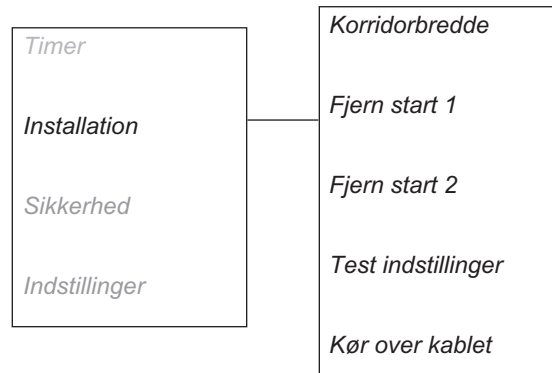 Timer
Installation
Sikkerhed
Indstillinger
Korridorbredde
Fjern start 1
Fjern start 2
Test indstillinger
Kør over kablet